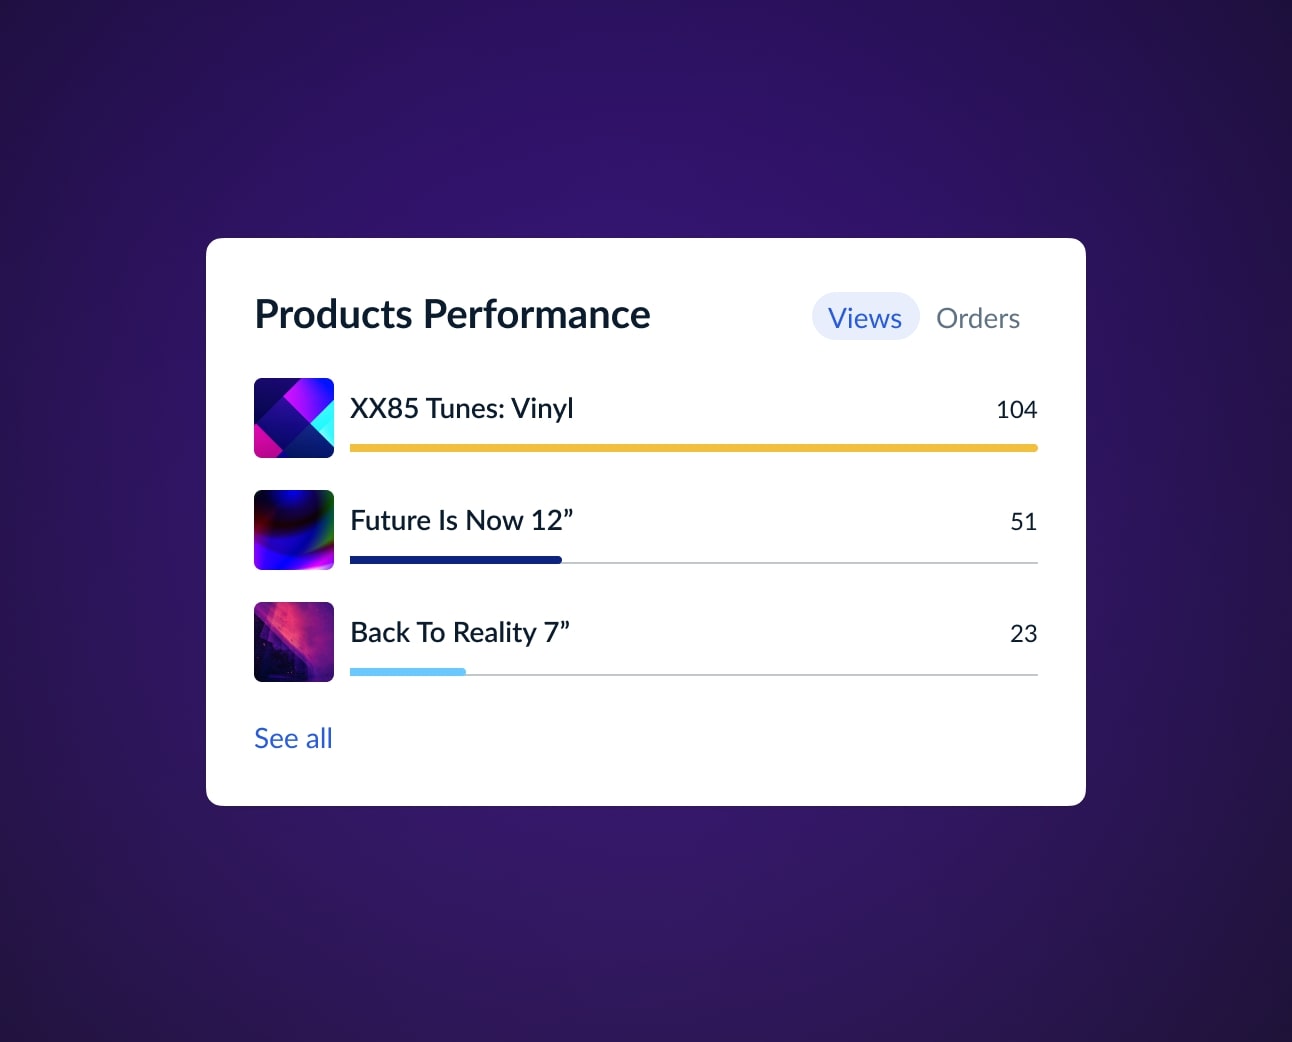 Products Performance
Views Orders
XX85 Tunes: Vinyl 104
Future Is Now 12” 51
Back To Reality 7” 23
See all